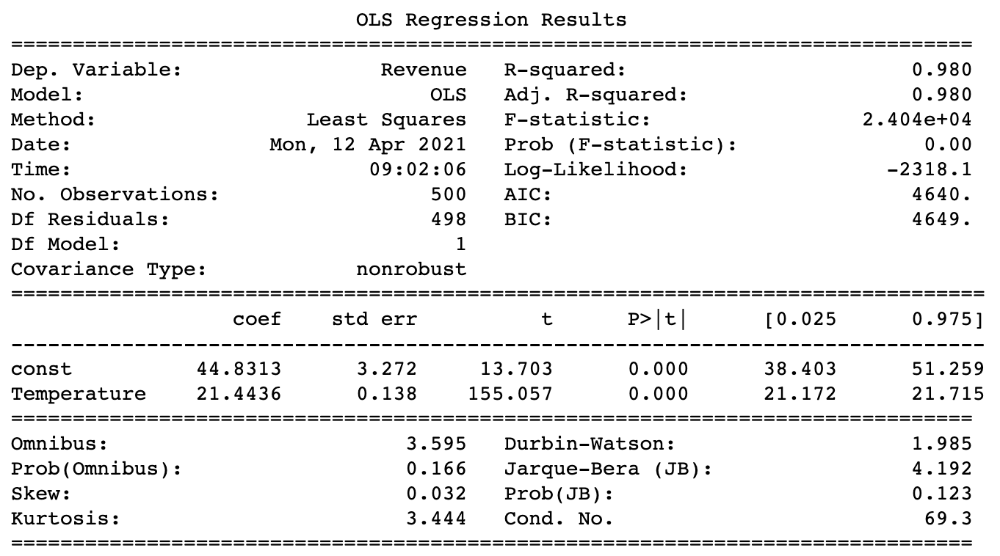 OLS Regression Results
==============================================================================
Dep. Variable: Revenue R-squared: 0.980
Model: OLS Adj. R-squared: 0.980
Method: Least Squares F-statistic: 2.404e+04
Date: Mon, 12 Apr 2021 Prob (F-statistic): 0.00
Time: 09:02:06 Log-Likelihood: -2318.1
No. Observations: 500 AIC: 4640.
Df Residuals: 498 BIC: 4649.
Df Model: 1
Covariance Type: nonrobust
===============================================================================
coef std err t P>|t| [0.025 0.975]
-------------------------------------------------------------------------------
const 44.8313 3.272 13.703 0.000 38.403 51.259
Temperature 21.4436 0.138 155.057 0.000 21.172 21.715
==============================================================================
Omnibus: 3.595 Durbin-Watson: 1.985
Prob(Omnibus): 0.166 Jarque-Bera (JB): 4.192
Skew: 0.032 Prob(JB): 0.123
Kurtosis: 3.444 Cond. No. 69.3
==============================================================================